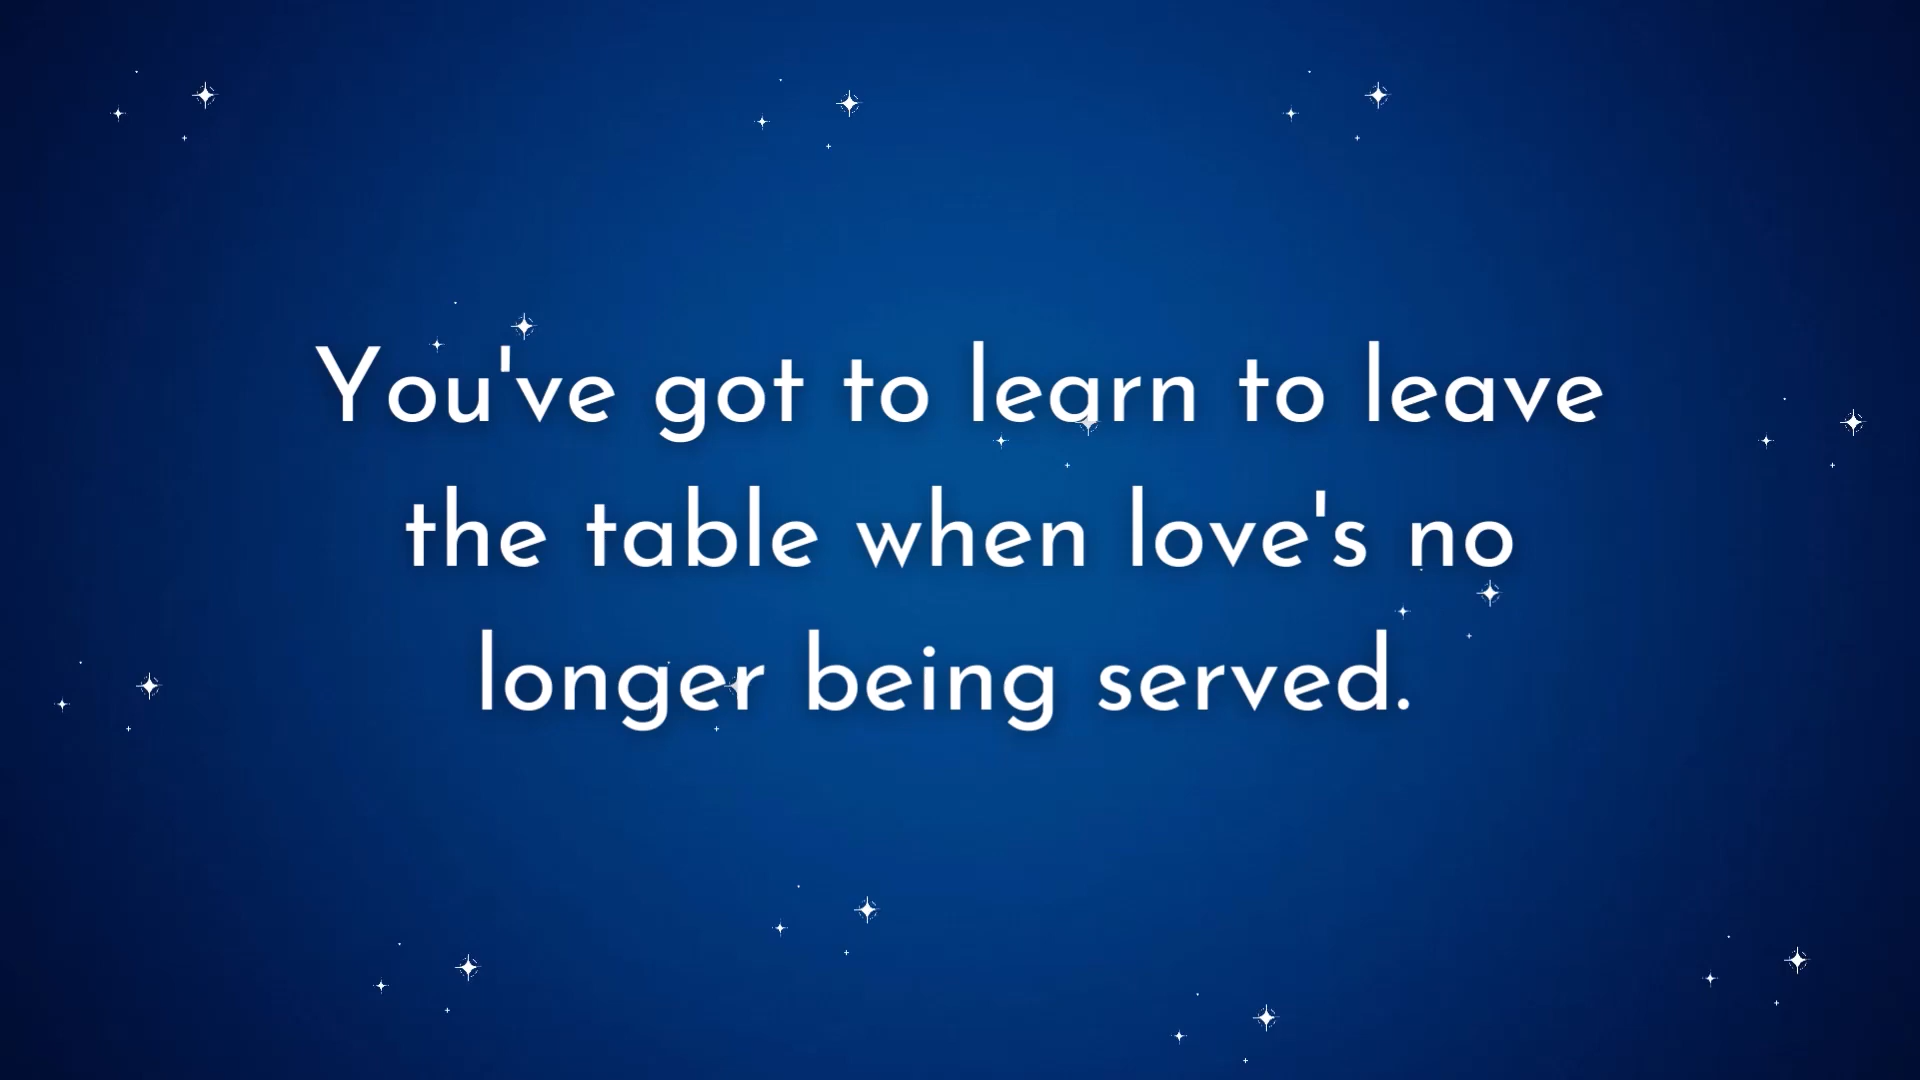 You've got to learn to leave
the table when love's no
longer being served.